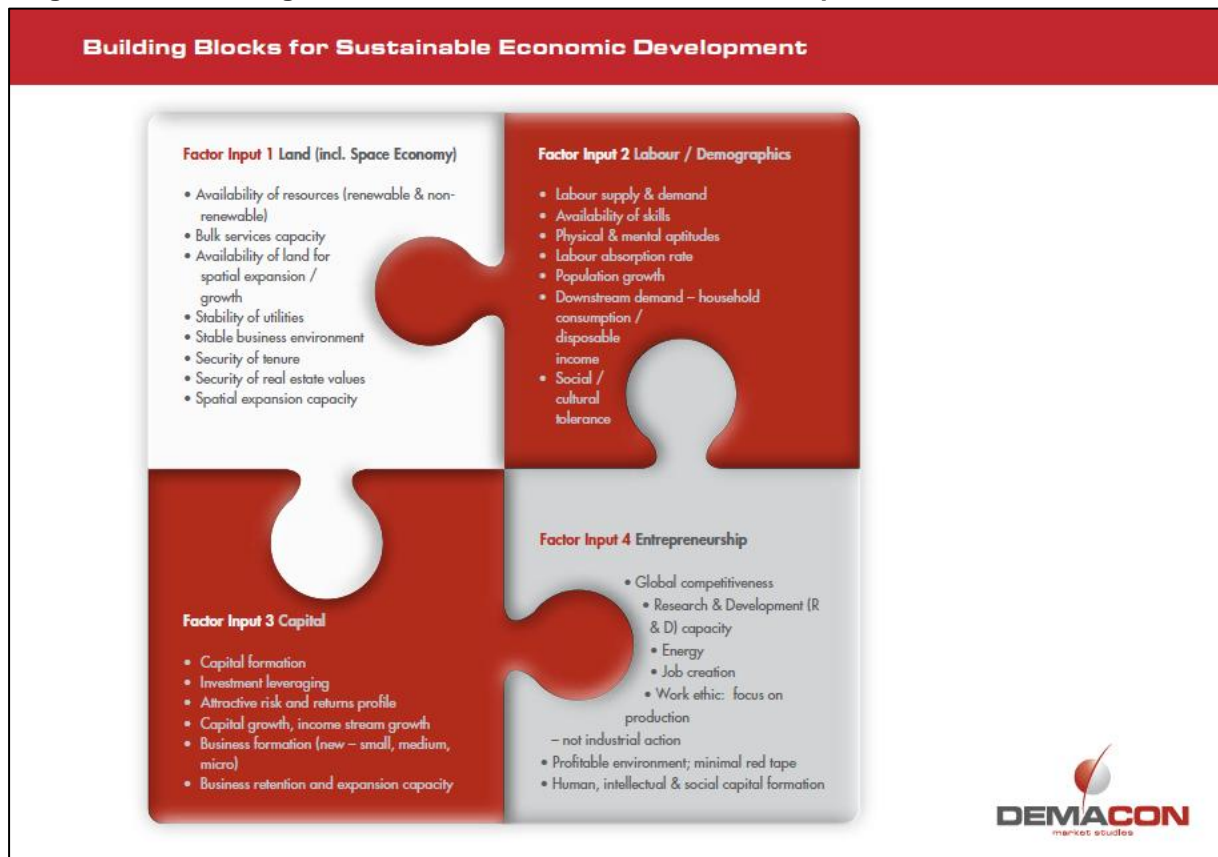 Building Blocks for Sustainable Economic Development
Factor Input 1 Land (incl. Space Economy)
• Availability of resources (renewable & non-
renewable)
• Bulk services capacity
• Availability of land for
spatial expansion /
growth
• Stability of utilities
• Stable business environment
• Security of tenure
• Security of real estate values
• Spatial expansion capacity
Factor Input 2 Labour / Demographics
• Labour supply & demand
• Availability of skills
• Physical & mental aptitudes
• Labour absorption rate
• Population growth
• Downstream demand – household
consumption /
disposable
income
• Social /
cultural
tolerance
Factor Input 3 Capital
• Capital formation
• Investment leveraging
• Attractive risk and returns profile
• Capital growth, income stream growth
• Business formation (new – small, medium,
micro)
• Business retention and expansion capacity
Factor Input 4 Entrepreneurship
• Global competitiveness
• Research & Development (R
& D) capacity
• Energy
• Job creation
• Work ethic: focus on
production
– not industrial action
• Profitable environment; minimal red tape
• Human, intellectual & social capital formation
DEMACON
market studies